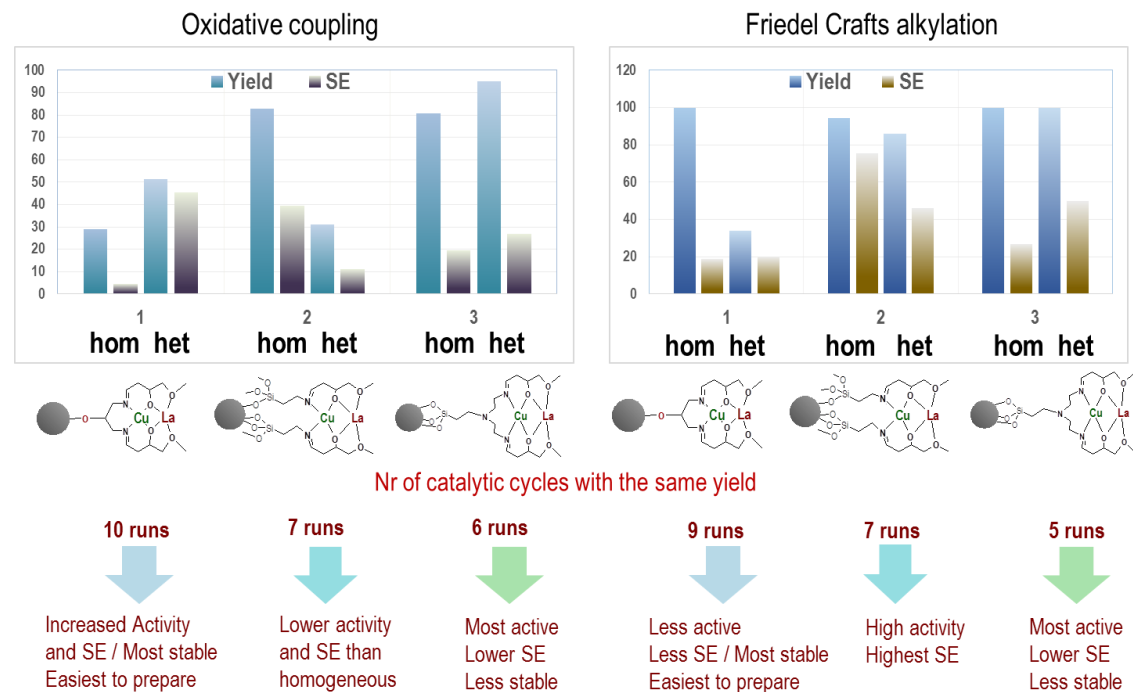 Oxidative coupling
Friedel Crafts alkylation
100
90
80
70
60
50
40
30
20
10
0
Yield SE
1 2 3
hom het hom het hom het
120
100
80
60
40
20
0
Yield SE
1 2 3
hom het hom het hom het
O N N Cu O O La O O
O O O Si Si O O O N N Cu O O La O O
O O O Si N N N Cu O O La O O
O N N Cu O O La O O
O O O Si Si O O O N N Cu O O La O O
O O O Si N N N Cu O O La O O
Nr of catalytic cycles with the same yield
10 runs
7 runs
6 runs
9 runs
7 runs
5 runs
Increased Activity
and SE / Most stable
Easiest to prepare
Lower activity
and SE than
homogeneous
Most active
Lower SE
Less stable
Less active
Less SE / Most stable
Easiest to prepare
High activity
Highest SE
Most active
Lower SE
Less stable